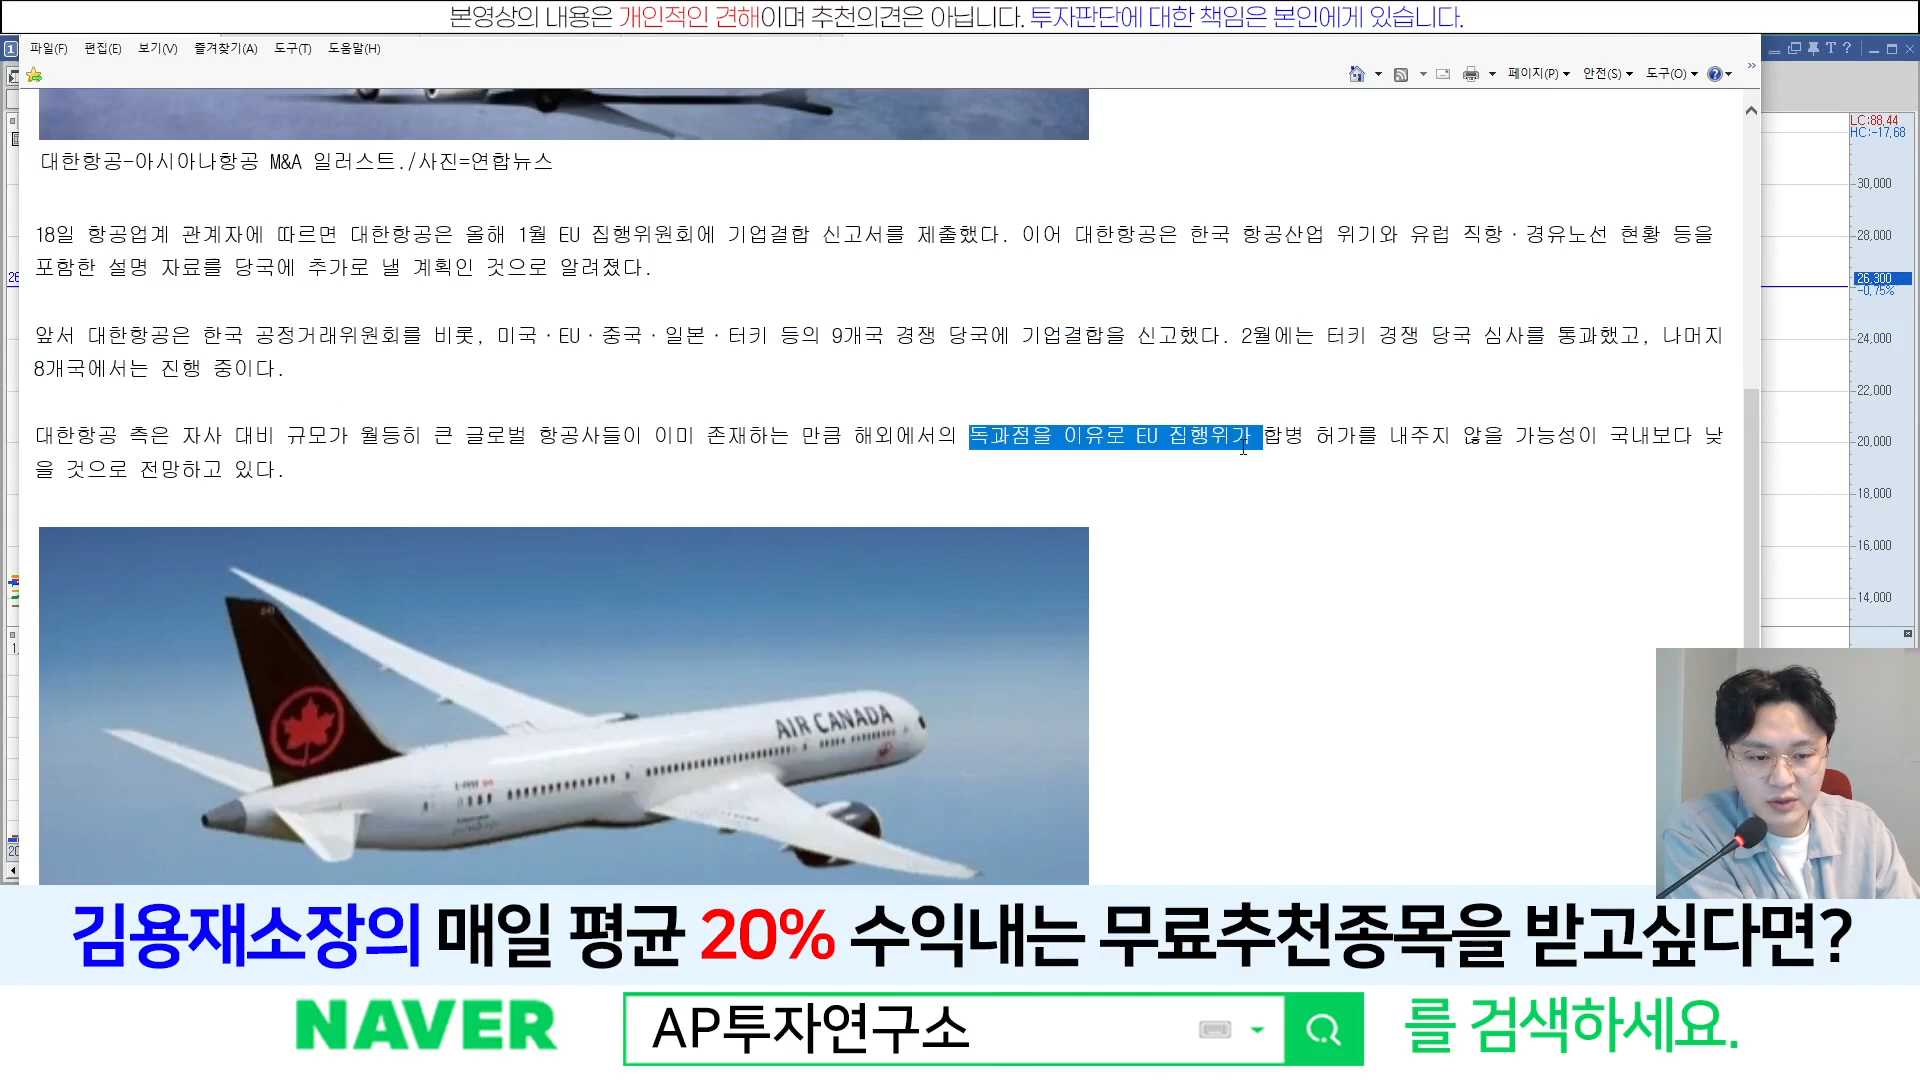 본영상의 내용은 개인적인 견해이며 추천의견은 아닙니다. 투자판단에 대한 책임은 본인에게 있습니다.
파일(F) 편집(E) 보기(V) 즐겨찾기(A) 도구(T) 도움말(H)
페이지(P) 안전(S) 도구(O)
LC:88,44
HC:-17,68
30,000
28,000
26,300
-0,75%
24,000
22,000
20,000
18,000
16,000
14,000
대한항공-아시아나항공 M&A 일러스트./사진=연합뉴스
18일 항공업계 관계자에 따르면 대한항공은 올해 1월 EU 집행위원회에 기업결합 신고서를 제출했다. 이어 대한항공은 한국 항공산업 위기와 유럽 직항·경유노선 현황 등을
포함한 설명 자료를 당국에 추가로 낼 계획인 것으로 알려졌다.
앞서 대한항공은 한국 공정거래위원회를 비롯, 미국·EU·중국·일본·터키 등의 9개국 경쟁 당국에 기업결합을 신고했다. 2월에는 터키 경쟁 당국 심사를 통과했고, 나머지
8개국에서는 진행 중이다.
대한항공 측은 자사 대비 규모가 월등히 큰 글로벌 항공사들이 이미 존재하는 만큼 해외에서의 독과점을 이유로 EU 집행위가 합병 허가를 내주지 않을 가능성이 국내보다 낮
을 것으로 전망하고 있다.
AIR CANADA
김용재소장의 매일 평균 20% 수익내는 무료추천종목을 받고싶다면?
NAVER AP투자연구소 를 검색하세요.